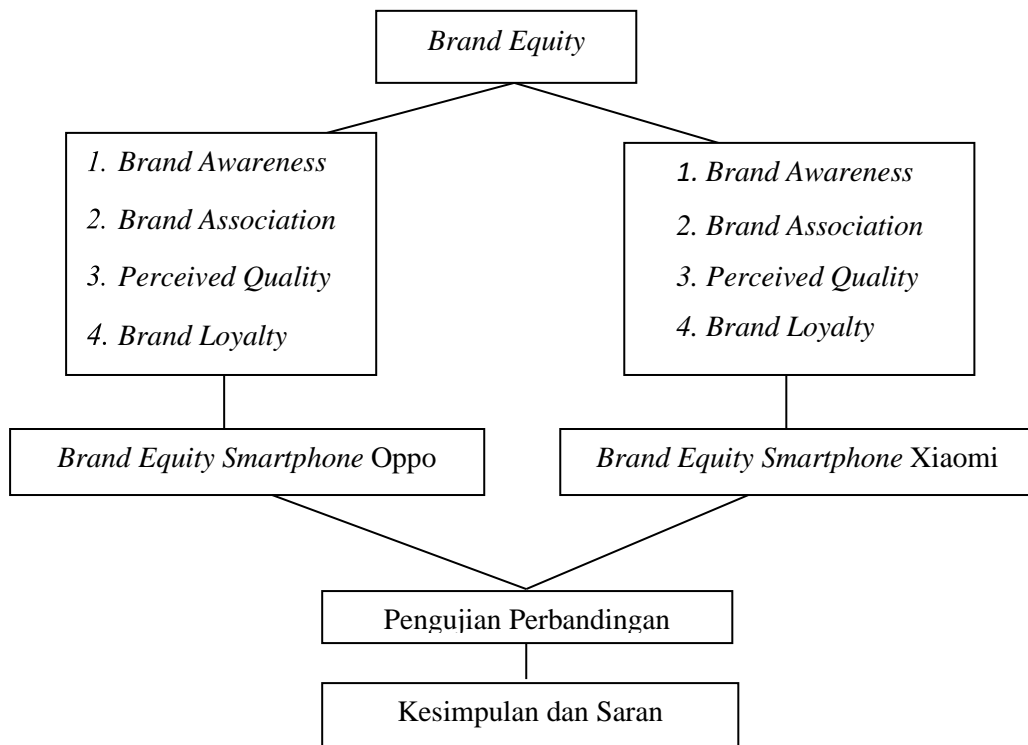 Brand Equity
1. Brand Awareness
2. Brand Association
3. Perceived Quality
4. Brand Loyalty
1. Brand Awareness
2. Brand Association
3. Perceived Quality
4. Brand Loyalty
Brand Equity Smartphone Oppo
Brand Equity Smartphone Xiaomi
Pengujian Perbandingan
Kesimpulan dan Saran